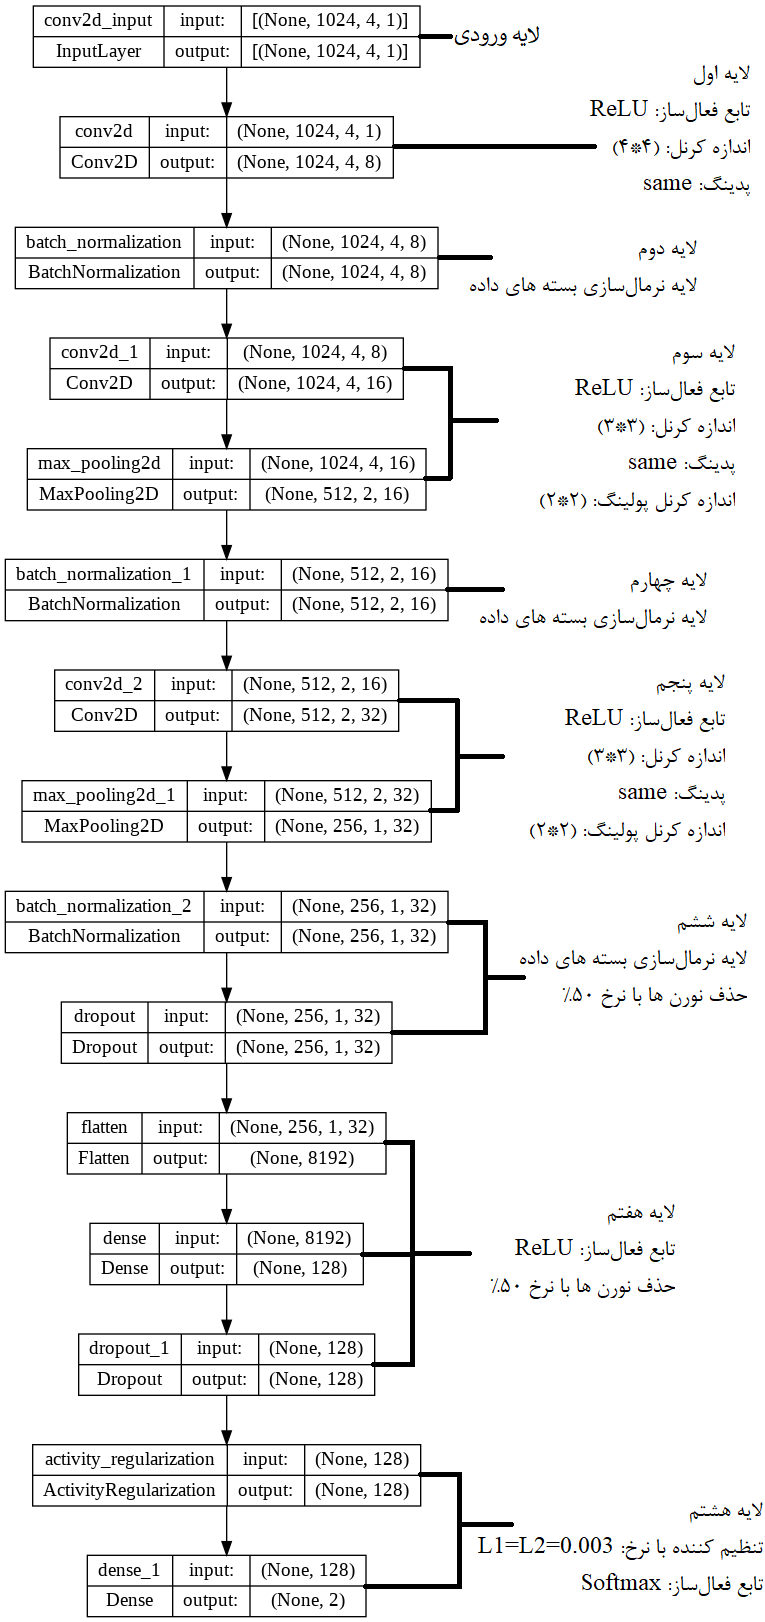 conv2d_input input: [(None, 1024, 4, 1)]
InputLayer output: [(None, 1024, 4, 1)]
لایه ورودی
conv2d input: (None, 1024, 4, 1)
Conv2D output: (None, 1024, 4, 8)
لایه اول
تابع فعال‌ساز: ReLU
اندازه کرنل: (۴*۴)
پدینگ: same
batch_normalization input: (None, 1024, 4, 8)
BatchNormalization output: (None, 1024, 4, 8)
لایه دوم
لایه نرمال‌سازی بسته های داده
conv2d_1 input: (None, 1024, 4, 8)
Conv2D output: (None, 1024, 4, 16)
max_pooling2d input: (None, 1024, 4, 16)
MaxPooling2D output: (None, 512, 2, 16)
لایه سوم
تابع فعال‌ساز: ReLU
اندازه کرنل: (۳*۳)
پدینگ: same
اندازه کرنل پولینگ: (۲*۲)
batch_normalization_1 input: (None, 512, 2, 16)
BatchNormalization output: (None, 512, 2, 16)
لایه چهارم
لایه نرمال‌سازی بسته های داده
conv2d_2 input: (None, 512, 2, 16)
Conv2D output: (None, 512, 2, 32)
max_pooling2d_1 input: (None, 512, 2, 32)
MaxPooling2D output: (None, 256, 1, 32)
لایه پنجم
تابع فعال‌ساز: ReLU
اندازه کرنل: (۳*۳)
پدینگ: same
اندازه کرنل پولینگ: (۲*۲)
batch_normalization_2 input: (None, 256, 1, 32)
BatchNormalization output: (None, 256, 1, 32)
dropout input: (None, 256, 1, 32)
Dropout output: (None, 256, 1, 32)
لایه ششم
لایه نرمال‌سازی بسته های داده
حذف نورن ها با نرخ ۵۰٪
flatten input: (None, 256, 1, 32)
Flatten output: (None, 8192)
dense input: (None, 8192)
Dense output: (None, 128)
dropout_1 input: (None, 128)
Dropout output: (None, 128)
لایه هفتم
تابع فعال‌ساز: ReLU
حذف نورن ها با نرخ ۵۰٪
activity_regularization input: (None, 128)
ActivityRegularization output: (None, 128)
dense_1 input: (None, 128)
Dense output: (None, 2)
لایه هشتم
تنظیم کننده با نرخ: L1=L2=0.003
تابع فعال‌ساز: Softmax